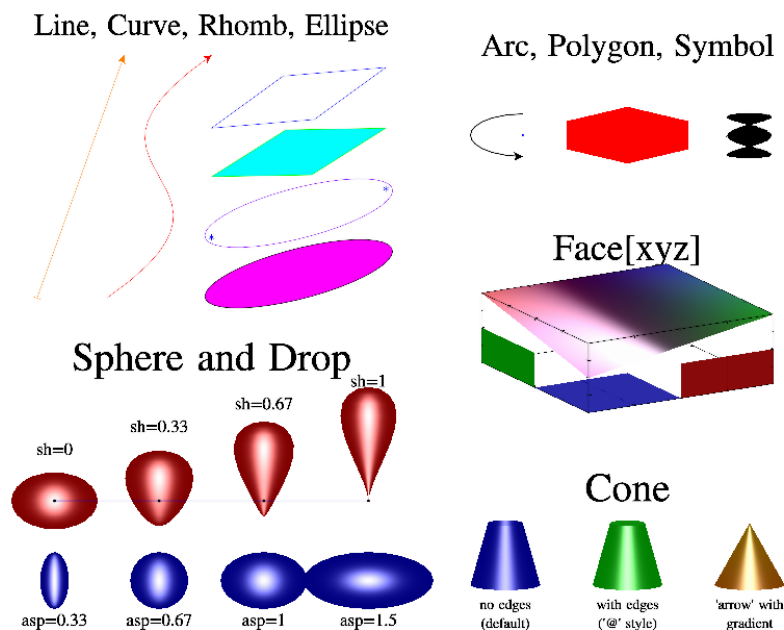 Line, Curve, Rhomb, Ellipse
Arc, Polygon, Symbol
Face[xyz]
Sphere and Drop
sh=0
sh=0.33
sh=0.67
sh=1
asp=0.33
asp=0.67
asp=1
asp=1.5
Cone
no edges
(default)
with edges
('@' style)
'arrow' with
gradient